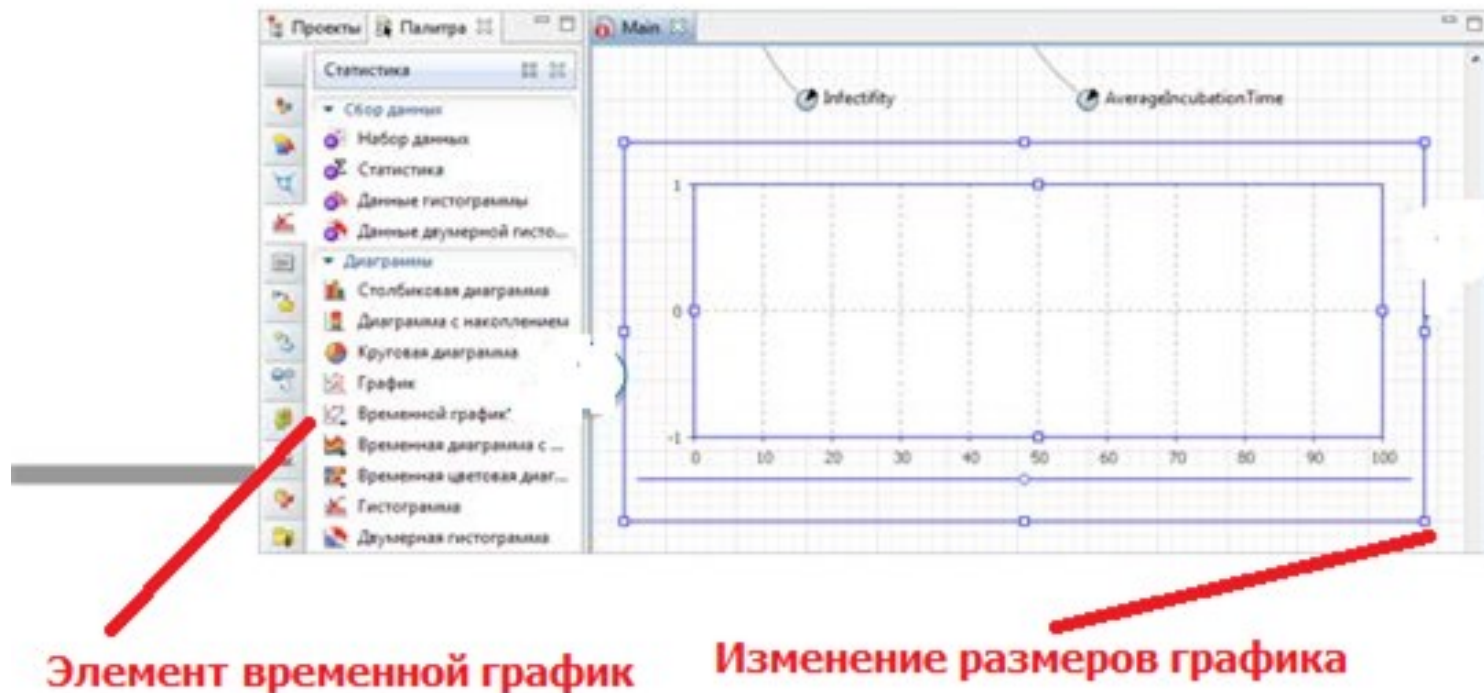 Проекты Палитра
Main
Статистика
Сбор данных
Набор данных
Статистика
Данные гистограммы
Данные двумерной гисто...
Диаграммы
Столбиковая диаграмма
Диаграмма с накоплением
Круговая диаграмма
График
Временной график
Временная диаграмма с ...
Временная цветовая диаг...
Гистограмма
Двумерная гистограмма
Infectifity
AverageIncubationTime
1
0
-1
0 10 20 30 40 50 60 70 80 90 100
Элемент временной график
Изменение размеров графика